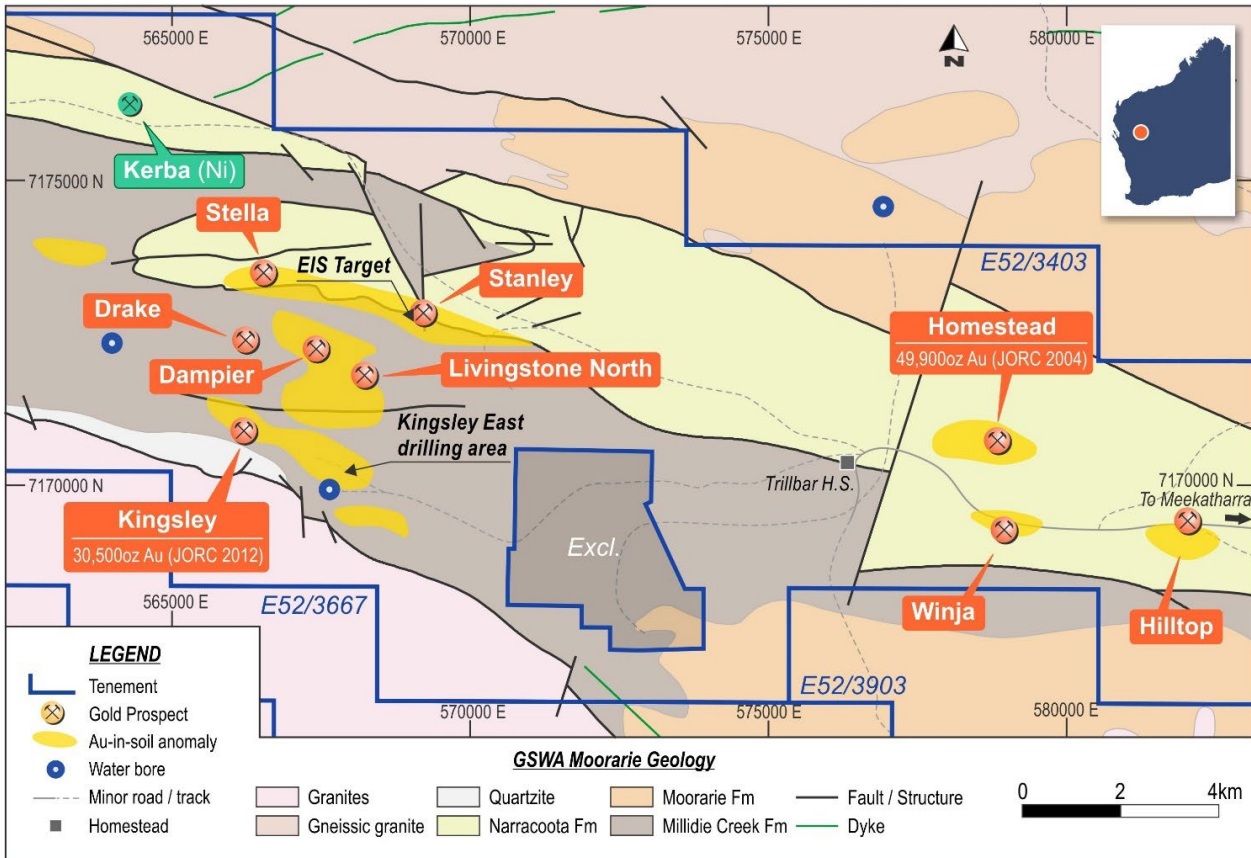 565000 E
570000 E
575000 E
580000 E
N
Kerba (Ni)
7175000 N
Stella
EIS Target
Stanley
E52/3403
Drake
Homestead
49,900oz Au (JORC 2004)
Dampier
Livingstone North
Kingsley East
drilling area
Trillbar H.S.
7170000 N
To Meekatharra
7170000 N
Kingsley
30,500oz Au (JORC 2012)
Excl.
Winja
Hilltop
565000 E
E52/3667
E52/3903
570000 E
575000 E
580000 E
LEGEND
Tenement
Gold Prospect
Au-in-soil anomaly
Water bore
Minor road / track
Homestead
GSWA Moorarie Geology
Granites
Quartzite
Moorarie Fm
Fault / Structure
Gneissic granite
Narracoota Fm
Millidie Creek Fm
Dyke
0 2 4km